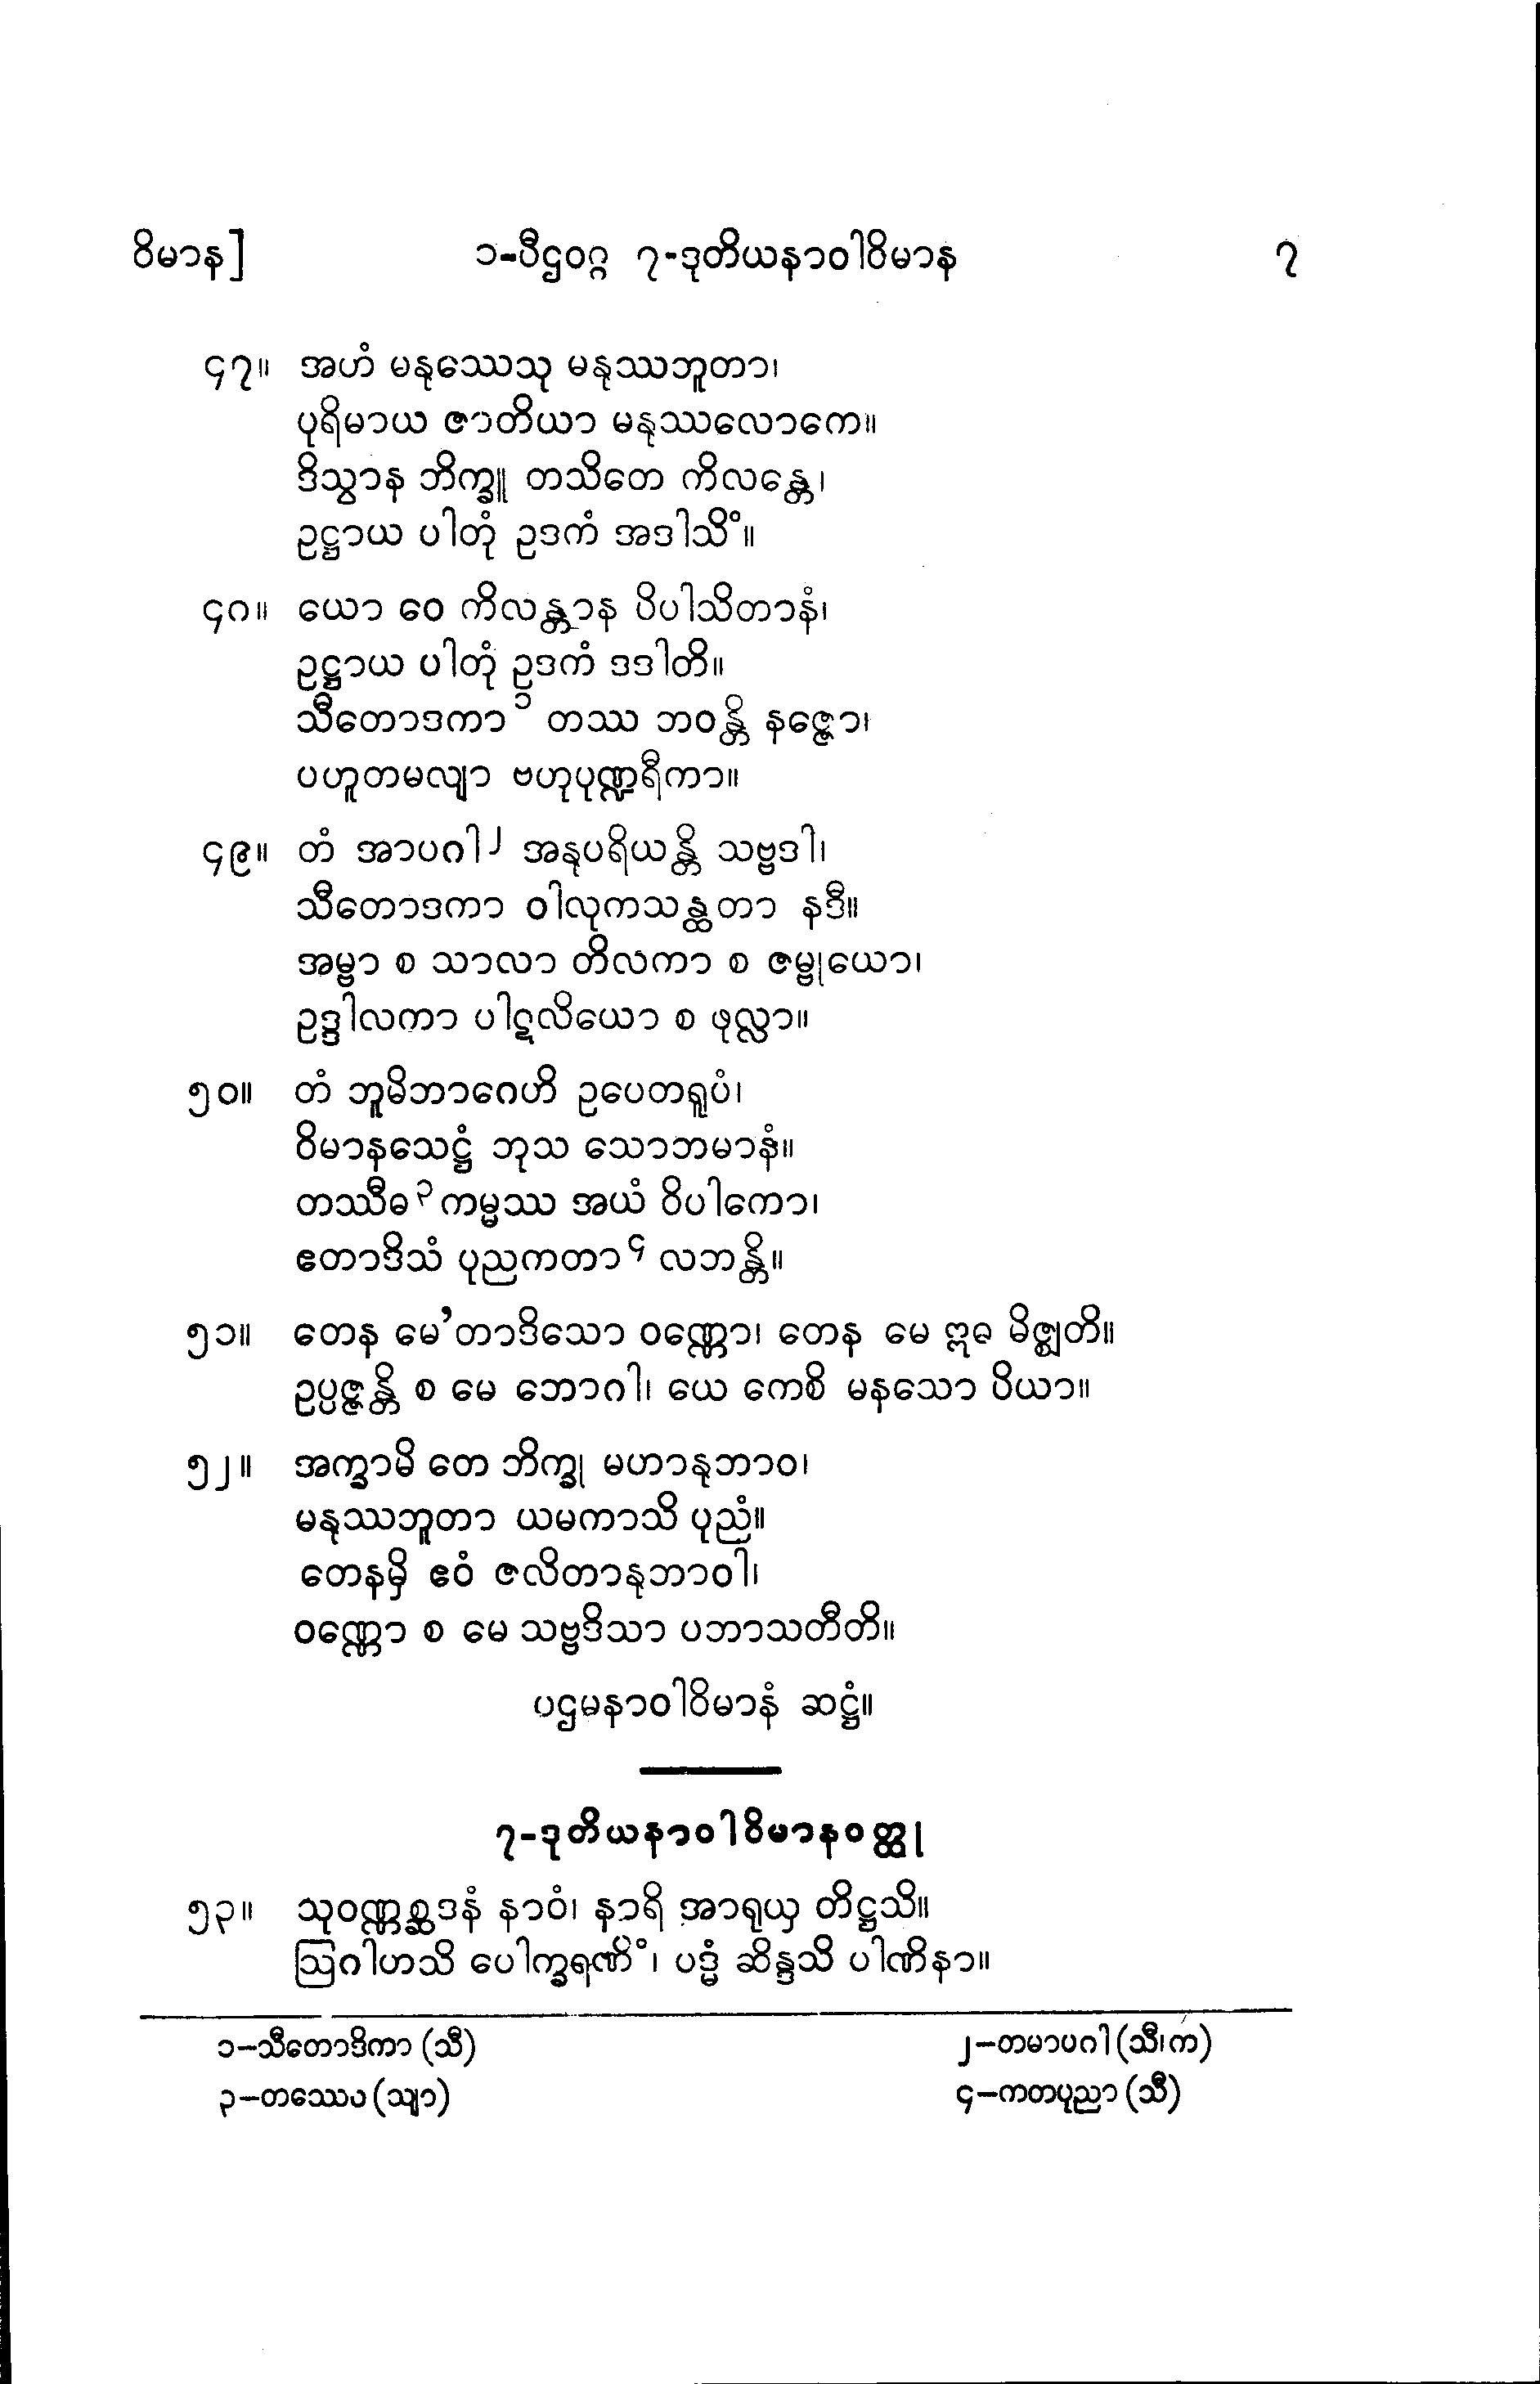 ဝိမာန]
၁-ပီဌဝဂ္ဂ ၇-ဒုတိယနာဝါဝိမာန
၇
၄၇။ အဟံ မနုဿေသု မနုဿဘူတာ၊
ပုရိမာယ ဇာတိယာ မနုဿလောကေ။
ဒိသွာန ဘိက္ခူ တသိတေ ကိလန္တေ၊
ဥဋ္ဌာယ ပါတုံ ဥဒကံ အဒါသိံ။
၄၈။ ယော ဝေ ကိလန္တာန ပိပါသိတာနံ၊
ဥဋ္ဌာယ ပါတုံ ဥဒကံ ဒဒါတိ။
သီတောဒကာ ၁ တဿ ဘဝန္တိ နဇ္ဇော၊
ပဟူတမလျာ ဗဟုပုဏ္ဍရီကာ။
၄၉။ တံ အာပဂါ ၂ အနုပရိယန္တိ သဗ္ဗဒါ၊
သီတောဒကာ ဝါလုကသန္ထတာ နဒီ။
အမ္ဗာ စ သာလာ တိလကာ စ ဇမ္ဗုယော၊
ဥဒ္ဒါလကာ ပါဋလိယော စ ဖုလ္လာ။
၅၀။ တံ ဘူမိဘာဂေဟိ ဥပေတရူပံ၊
ဝိမာနသေဋ္ဌံ ဘုသ သောဘမာနံ။
တဿီဓ ၃ ကမ္မဿ အယံ ဝိပါကော၊
ဧတာဒိသံ ပုညကတာ ၄ လဘန္တိ။
၅၁။ တေန မေ’တာဒိသော ဝဏ္ဏော၊ တေန မေ ဣဓ မိဇ္ဈတိ။
ဥပ္ပဇ္ဇန္တိ စ မေ ဘောဂါ၊ ယေ ကေစိ မနသော ပိယာ။
၅၂။ အက္ခာမိ တေ ဘိက္ခု မဟာနုဘာဝ၊
မနုဿဘူတာ ယမကာသိ ပုညံ။
တေနမှိ ဧဝံ ဇလိတာနုဘာဝါ၊
ဝဏ္ဏော စ မေ သဗ္ဗဒိသာ ပဘာသတီတိ။
ပဌမနာဝါဝိမာနံ ဆဋ္ဌံ။
၇-ဒုတိယနာဝါဝိမာနဝတ္ထု
၅၃။ သုဝဏ္ဏစ္ဆဒနံ နာဝံ၊ နာရိ အာရုယှ တိဋ္ဌသိ။
ဩဂါဟသိ ပေါက္ခရဏိံ၊ ပဒ္မံ ဆိန္ဒသိ ပါဏိနာ။
၁–သီတောဒိကာ (သီ)
၂–တမာပဂါ (သီ၊က)
၃–တဿေဝ (သျာ)
၄–ကတပုညာ (သီ)